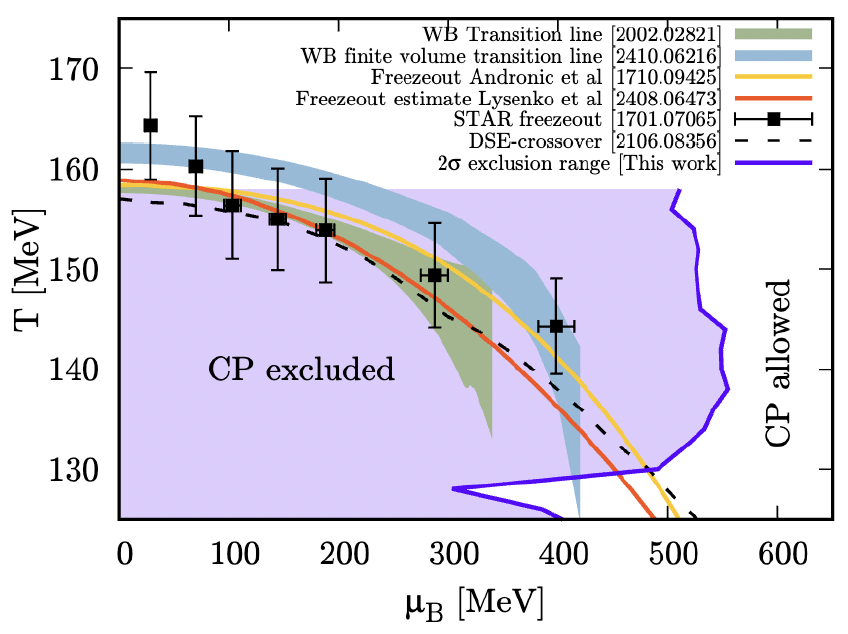 WB Transition line [2002.02821]
WB finite volume transition line [2410.06216]
Freezeout Andronic et al [1710.09425]
Freezeout estimate Lysenko et al [2408.06473]
STAR freezeout [1701.07065]
DSE-crossover [2106.08356]
2σ exclusion range [This work]
170
160
150
140
130
T [MeV]
CP excluded
CP allowed
0 100 200 300 400 500 600
μB [MeV]